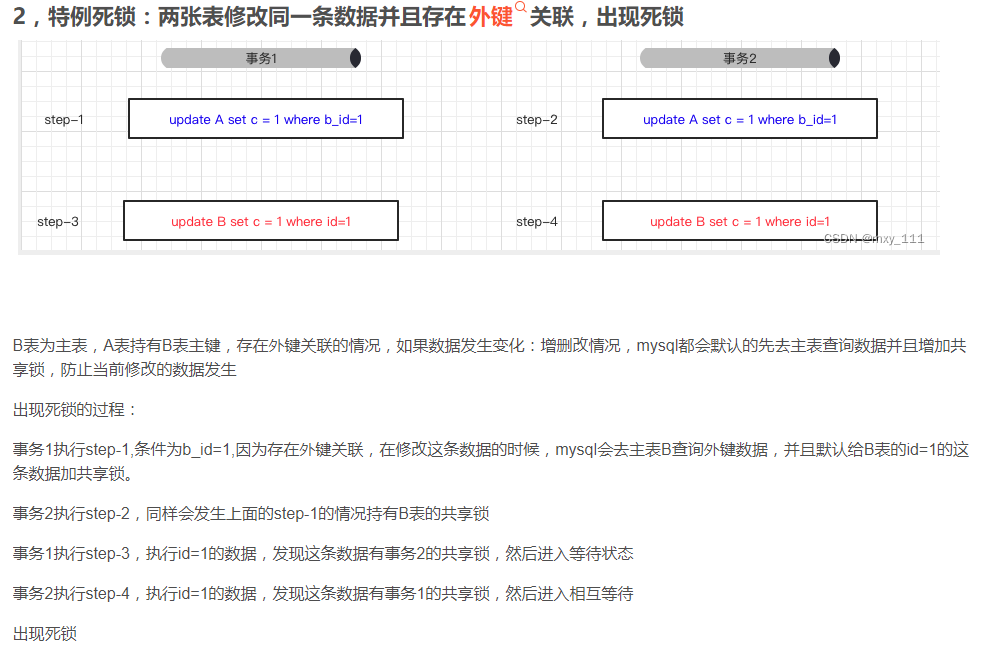 2，特例死锁：两张表修改同一条数据并且存在外键关联，出现死锁
事务1
事务2
step-1
update A set c = 1 where b_id=1
step-2
update A set c = 1 where b_id=1
step-3
update B set c = 1 where id=1
step-4
update B set c = 1 where id=1
CSDN @mxy_111
B表为主表，A表持有B表主键，存在外键关联的情况，如果数据发生变化：增删改情况，mysql都会默认的先去主表查询数据并且增加共
享锁，防止当前修改的数据发生
出现死锁的过程：
事务1执行step-1,条件为b_id=1,因为存在外键关联，在修改这条数据的时候，mysql会去主表B查询外键数据，并且默认给B表的id=1的这
条数据加共享锁。
事务2执行step-2，同样会发生上面的step-1的情况持有B表的共享锁
事务1执行step-3，执行id=1的数据，发现这条数据有事务2的共享锁，然后进入等待状态
事务2执行step-4，执行id=1的数据，发现这条数据有事务1的共享锁，然后进入相互等待
出现死锁